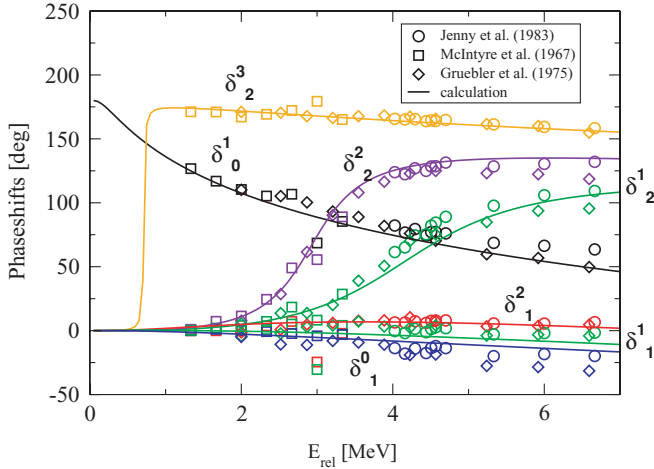 250
200
150
100
50
0
-50
0
2
4
6
E_rel [MeV]
Phaseshifts [deg]
Jenny et al. (1983)
McIntyre et al. (1967)
Gruebler et al. (1975)
calculation
δ^3_2
δ^1_0
δ^2_2
δ^1_2
δ^2_1
δ^1_1
δ^0_1